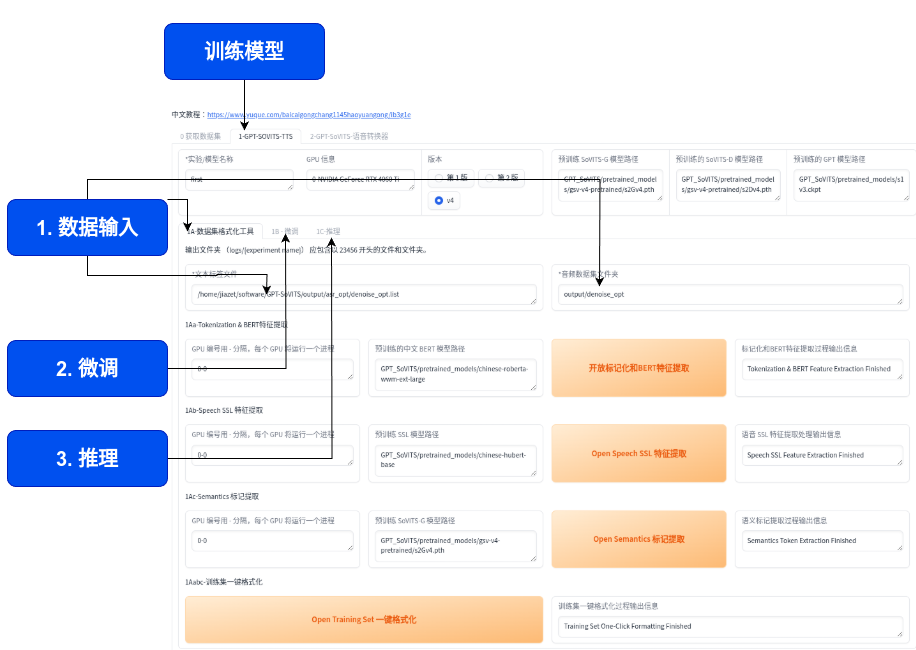 训练模型
中文教程：https://www.yuque.com/baicaigongchang1145haoyuangong/ib3g1e
0 获取数据集
1-GPT-SOVITS-TTS
2-GPT-SoVITS-语音转换器
*实验/模型名称
GPU 信息
版本
预训练 SoVITS-G 模型路径
预训练的 SoVITS-D 模型路径
预训练的 GPT 模型路径
first
0 NVIDIA GeForce RTX 4060 Ti
第 1 版
第 2 版
v4
GPT_SoVITS/pretrained_models/gsv-v4-pretrained/s2Gv4.pth
GPT_SoVITS/pretrained_models/gsv-v4-pretrained/s2Dv4.pth
GPT_SoVITS/pretrained_models/s1v3.ckpt
1. 数据输入
1A-数据集格式化工具
1B - 微调
1C-推理
输出文件夹 （logs/{experiment name}） 应包含以 23456 开头的文件和文件夹。
*文本标签文件
*音频数据集文件夹
/home/jiazet/software/GPT-SoVITS/output/asr_opt/denoise_opt.list
output/denoise_opt
1Aa-Tokenization & BERT特征提取
2. 微调
GPU 编号用 - 分隔，每个 GPU 将运行一个进程
预训练的中文 BERT 模型路径
开放标记化和BERT特征提取
标记化和BERT特征提取过程输出信息
0-0
GPT_SoVITS/pretrained_models/chinese-roberta-
wwm-ext-large
Tokenization & BERT Feature Extraction Finished
1Ab-Speech SSL 特征提取
3. 推理
GPU 编号用 - 分隔，每个 GPU 将运行一个进程
预训练 SSL 模型路径
Open Speech SSL 特征提取
语音 SSL 特征提取处理输出信息
0-0
GPT_SoVITS/pretrained_models/chinese-hubert-
base
Speech SSL Feature Extraction Finished
1Ac-Semantics 标记提取
GPU 编号用 - 分隔，每个 GPU 将运行一个进程
预训练 SoVITS-G 模型路径
Open Semantics 标记提取
语义标记提取过程输出信息
0-0
GPT_SoVITS/pretrained_models/gsv-v4-
pretrained/s2Gv4.pth
Semantics Token Extraction Finished
1Aabc-训练集一键格式化
Open Training Set 一键格式化
训练集一键格式化过程输出信息
Training Set One-Click Formatting Finished